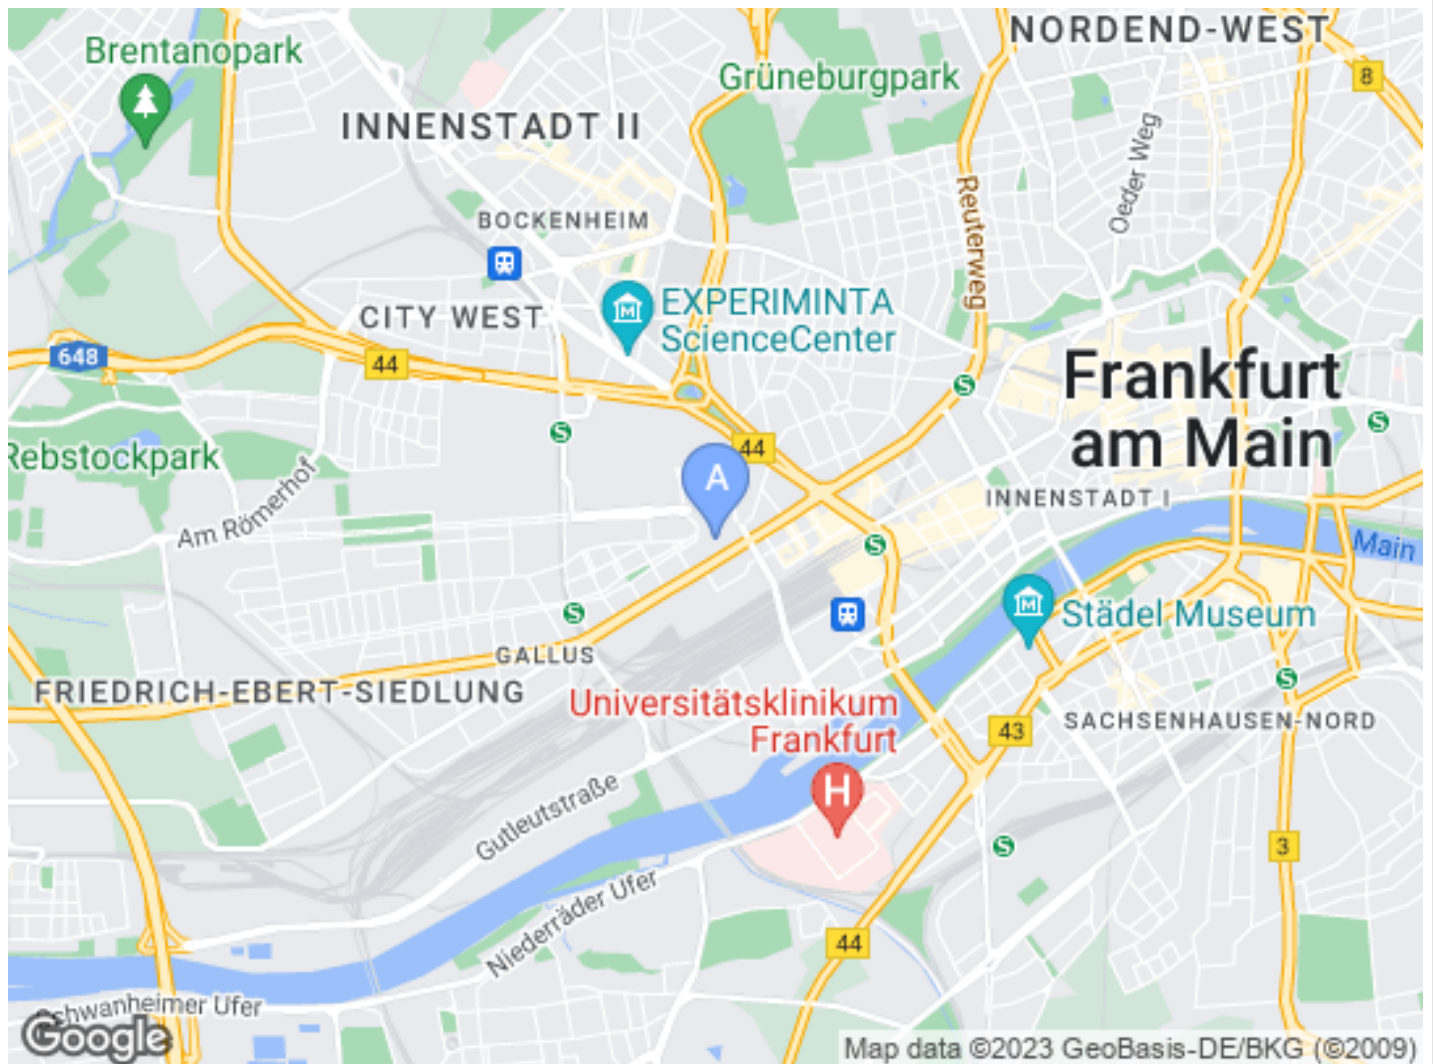 NORDEND-WEST
Brentanopark
Grüneburgpark
8
INNENSTADT II
Oeder Weg
Reuterweg
BOCKENHEIM
EXPERIMINTA
ScienceCenter
CITY WEST
648
44
Frankfurt
am Main
S
S
S
44
Rebstockpark
A
INNENSTADT I
Am Römerhof
S
Main
Städel Museum
S
GALLUS
S
FRIEDRICH-EBERT-SIEDLUNG
Universitätsklinikum
Frankfurt
43
SACHSENHAUSEN-NORD
H
Gutleutstraße
S
3
Niederräder Ufer
44
chwanheimer Ufer
Google
Map data ©2023 GeoBasis-DE/BKG (©2009)